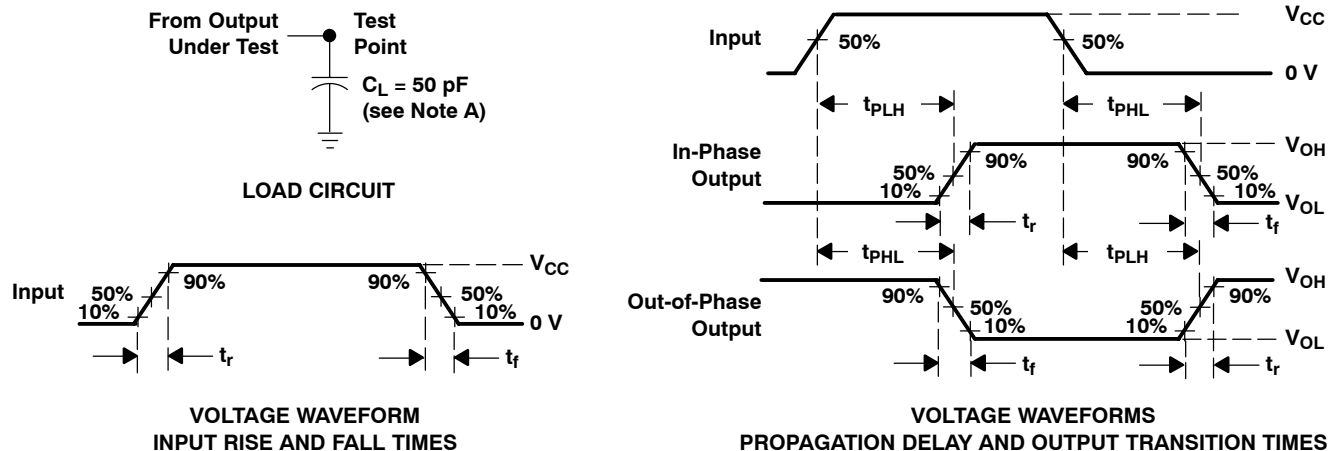 From Output
Under Test
Test
Point
CL = 50 pF
(see Note A)
LOAD CIRCUIT
Input
50%
10%
90%
90%
50%
10%
VCC
0 V
tr
tf
VOLTAGE WAVEFORM
INPUT RISE AND FALL TIMES
Input
50%
50%
VCC
0 V
tPLH
tPHL
In-Phase
Output
50%
10%
90%
90%
50%
10%
VOH
VOL
tr
tf
tPHL
tPLH
Out-of-Phase
Output
90%
50%
10%
50%
10%
90%
VOH
VOL
tf
tr
VOLTAGE WAVEFORMS
PROPAGATION DELAY AND OUTPUT TRANSITION TIMES